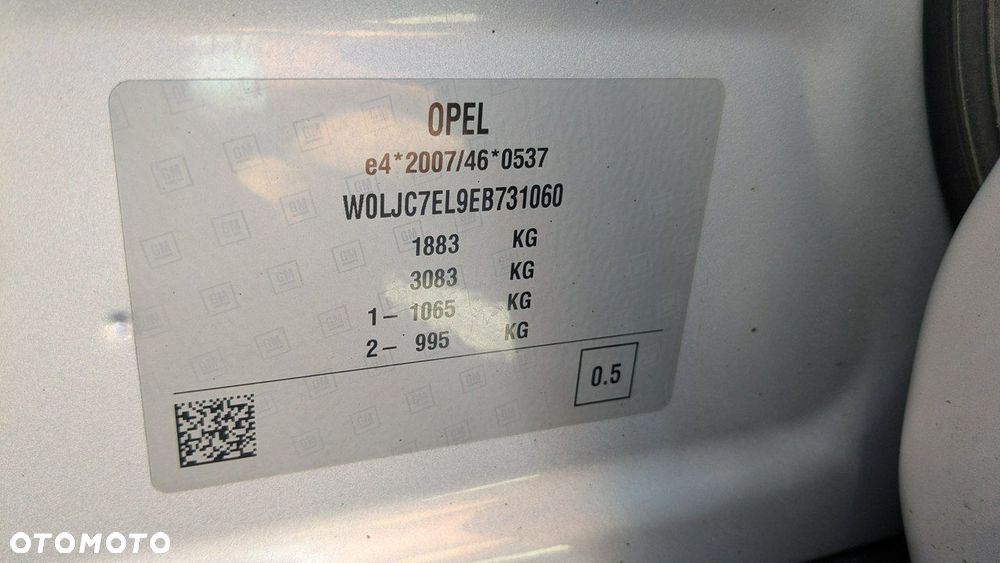 OPEL
e4*2007/46*0537
W0LJC7EL9EB731060
1883 KG
3083 KG
1- 1065 KG
2- 995 KG
0.5
OTOMOTO